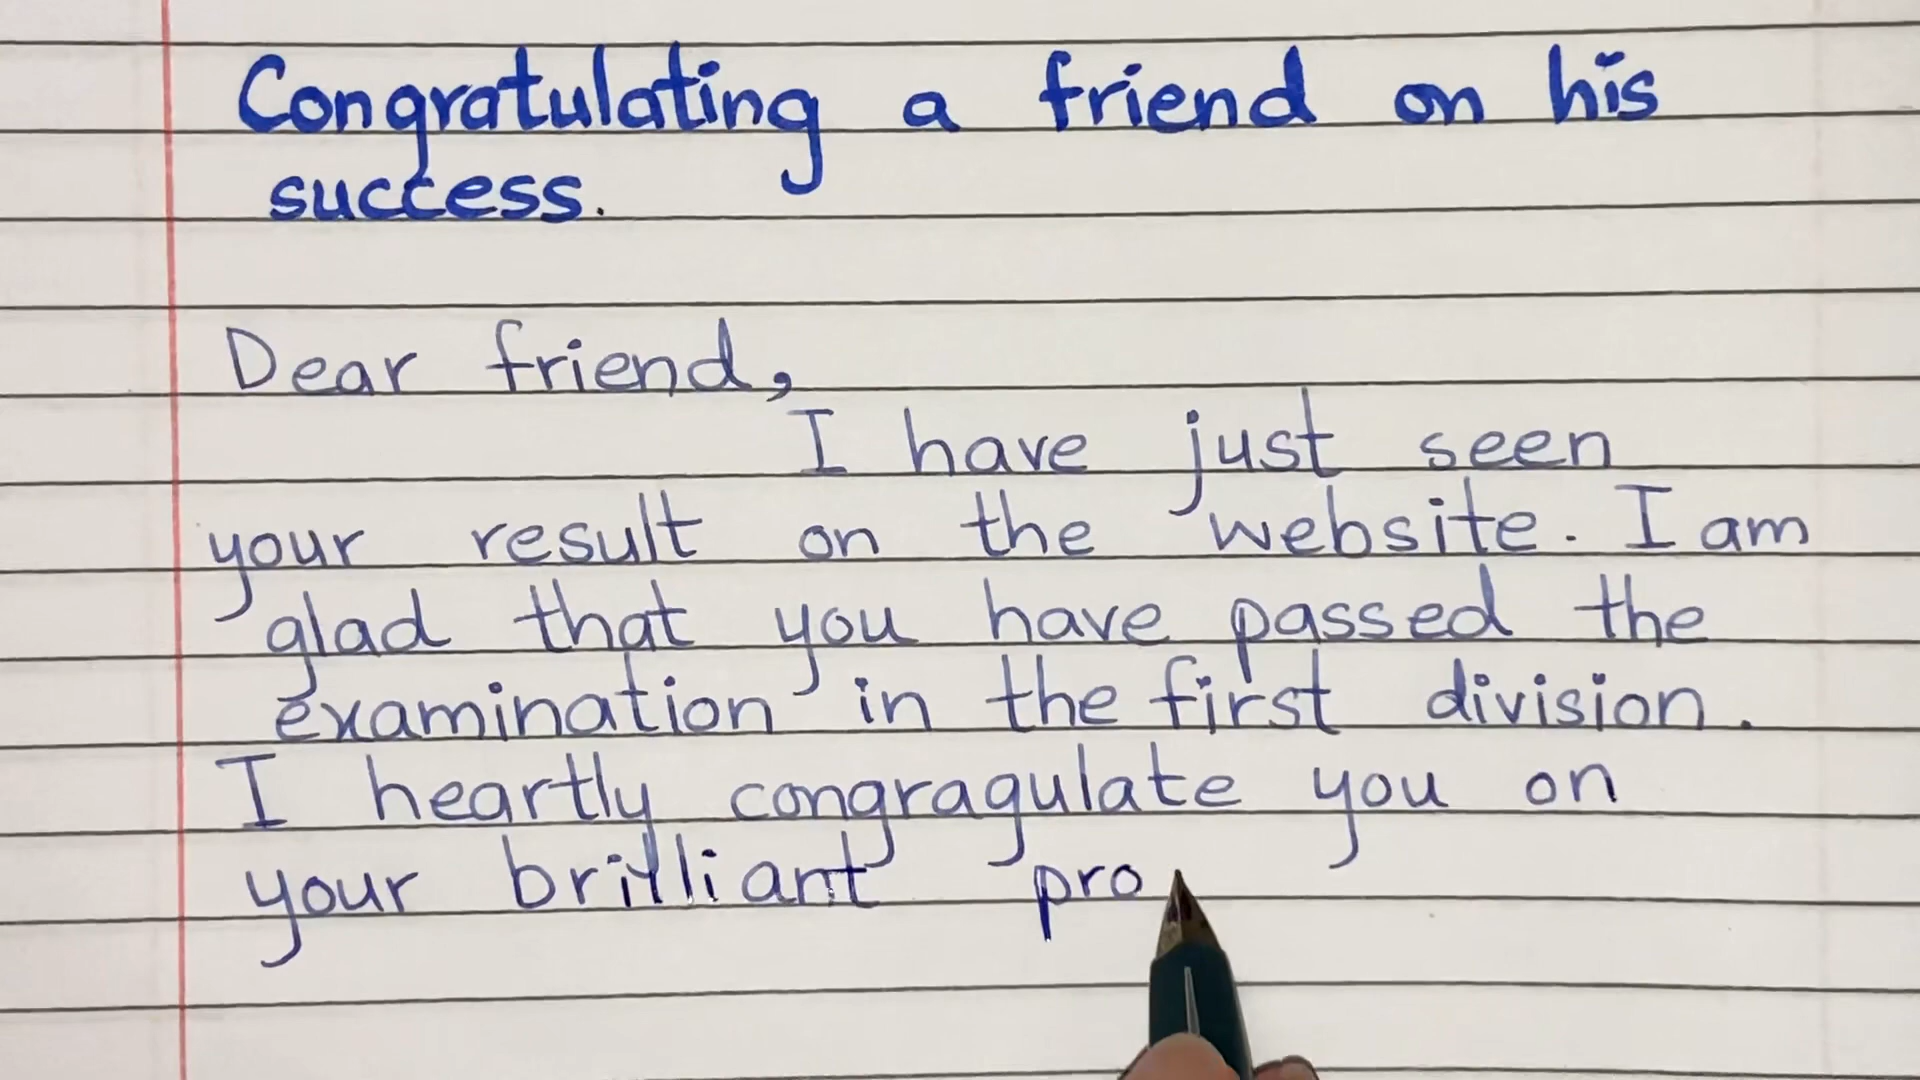 Congratulating a friend on his
success.
Dear friend,
I have just seen
your result on the website. I am
glad that you have passed the
examination in the first division.
I heartly congragulate you on
your brilliant pro